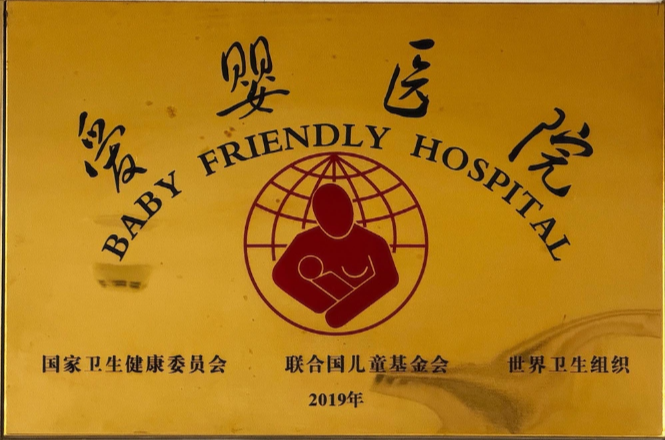 爱婴医院
BABY FRIENDLY HOSPITAL
国家卫生健康委员会 联合国儿童基金会 世界卫生组织
2019年